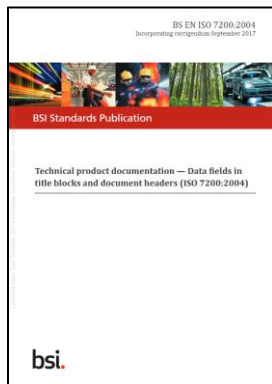 BS EN ISO 7200:2004
Incorporating corrigendum September 2017
BSI Standards Publication
Technical product documentation — Data fields in
title blocks and document headers (ISO 7200:2004)
bsi.